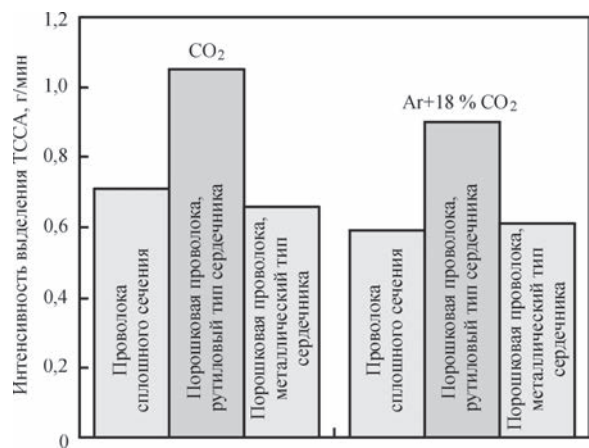 Интенсивность выделения ТССА, г/мин
1,2
1,0
0,8
0,6
0,4
0,2
0
CO₂
Проволока
сплошного сечения
Порошковая проволока,
рутиловый тип сердечника
Порошковая проволока,
металлический тип
сердечника
Ar+18 % CO₂
Проволока
сплошного сечения
Порошковая проволока,
рутиловый тип сердечника
Порошковая проволока,
металлический тип
сердечника